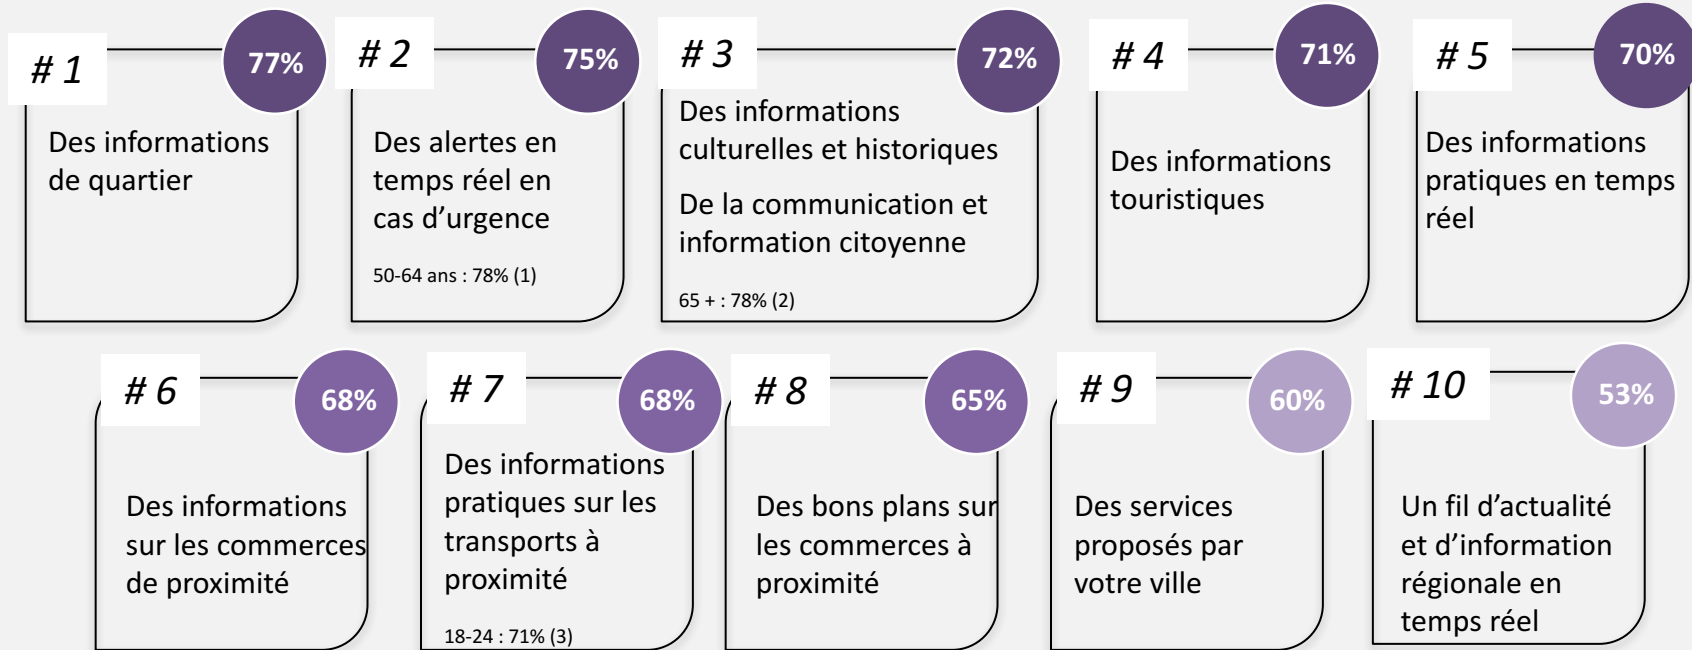 # 1
77%
Des informations
de quartier
# 2
75%
Des alertes en
temps réel en
cas d’urgence
50-64 ans : 78% (1)
# 3
72%
Des informations
culturelles et historiques
De la communication et
information citoyenne
65 + : 78% (2)
# 4
71%
Des informations
touristiques
# 5
70%
Des informations
pratiques en temps
réel
# 6
68%
Des informations
sur les commerces
de proximité
# 7
68%
Des informations
pratiques sur les
transports à
proximité
18-24 : 71% (3)
# 8
65%
Des bons plans sur
les commerces à
proximité
# 9
60%
Des services
proposés par
votre ville
# 10
53%
Un fil d’actualité
et d’information
régionale en
temps réel